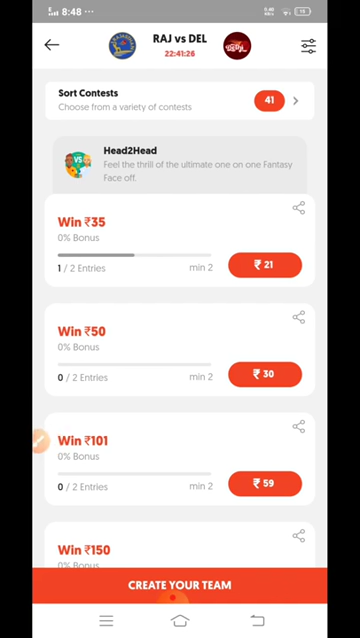 8:48
RAJ vs DEL
22:41:26
Sort Contests
Choose from a variety of contests
41
VS
Head2Head
Feel the thrill of the ultimate one on one Fantasy
Face off.
Win ₹35
0% Bonus
1 / 2 Entries
min 2
₹ 21
Win ₹50
0% Bonus
0 / 2 Entries
min 2
₹ 30
Win ₹101
0% Bonus
0 / 2 Entries
min 2
₹ 59
Win ₹150
0% Bonus
CREATE YOUR TEAM